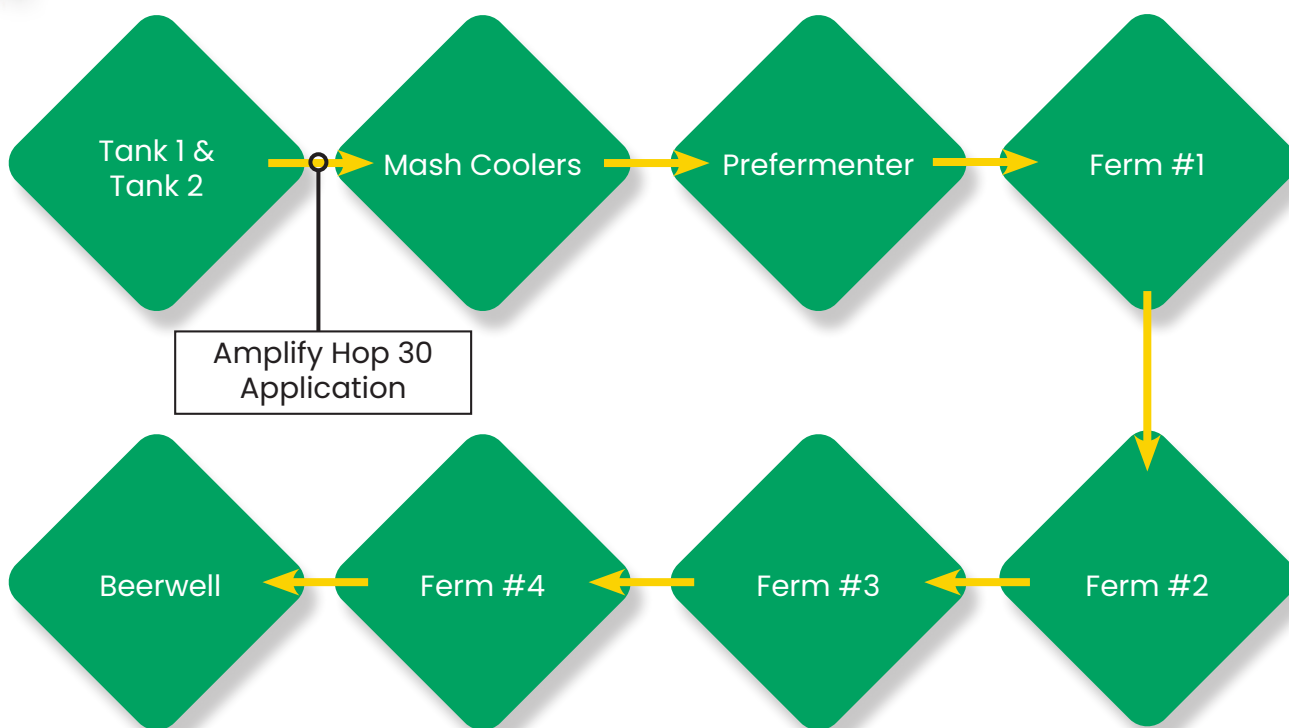 Tank 1 &
Tank 2
Mash Coolers
Prefermenter
Ferm #1
Amplify Hop 30
Application
Beerwell
Ferm #4
Ferm #3
Ferm #2